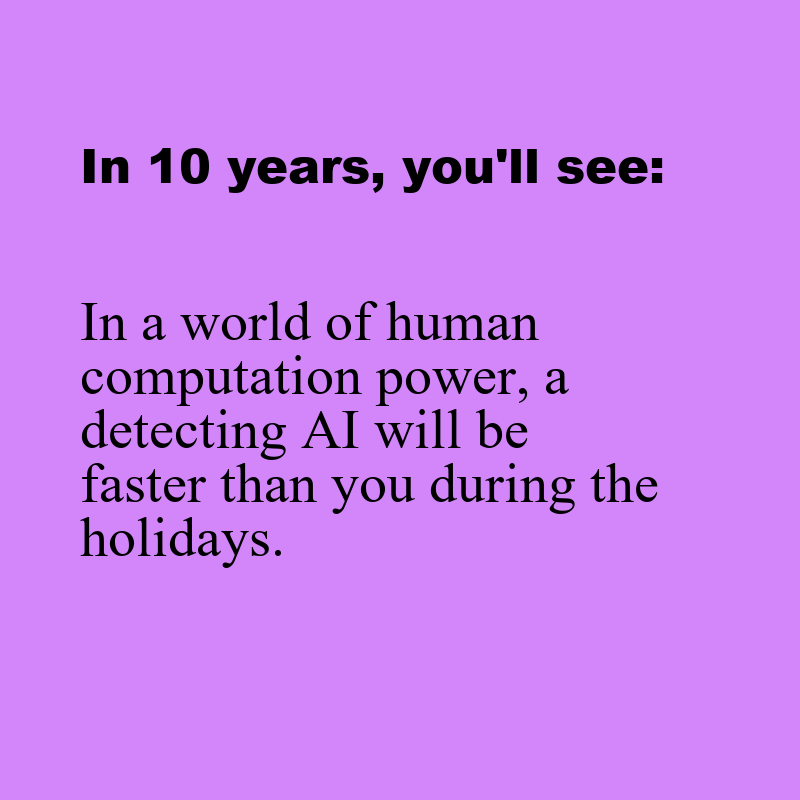 In 10 years, you'll see:
In a world of human
computation power, a
detecting AI will be
faster than you during the
holidays.